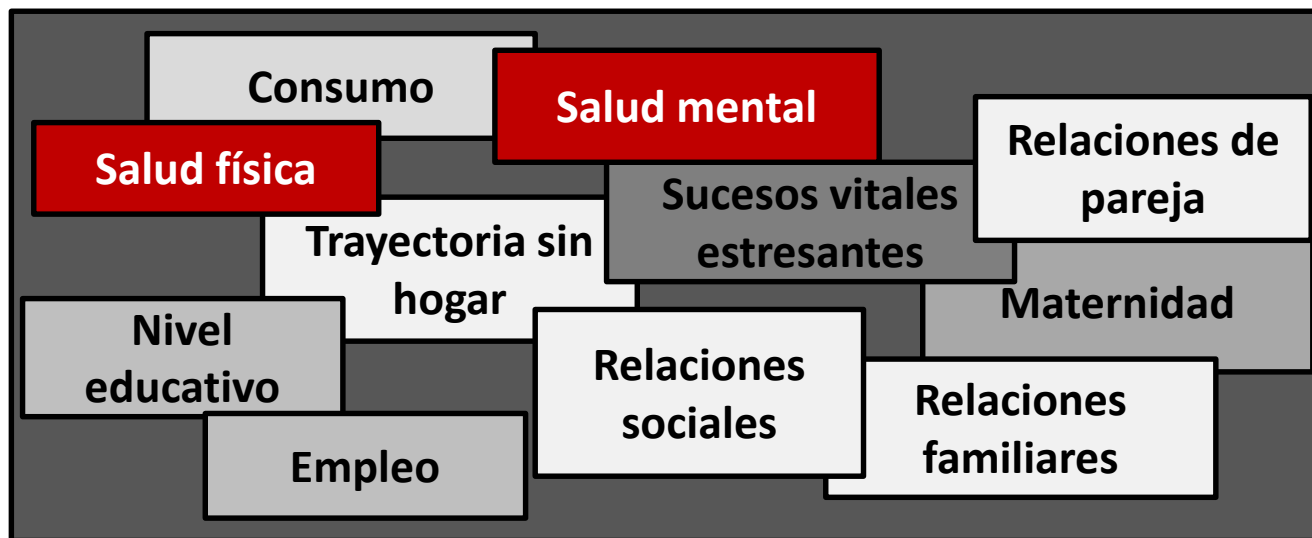 Consumo
Salud mental
Salud física
Relaciones de
pareja
Sucesos vitales
estresantes
Trayectoria sin
hogar
Maternidad
Nivel
educativo
Relaciones
sociales
Relaciones
familiares
Empleo